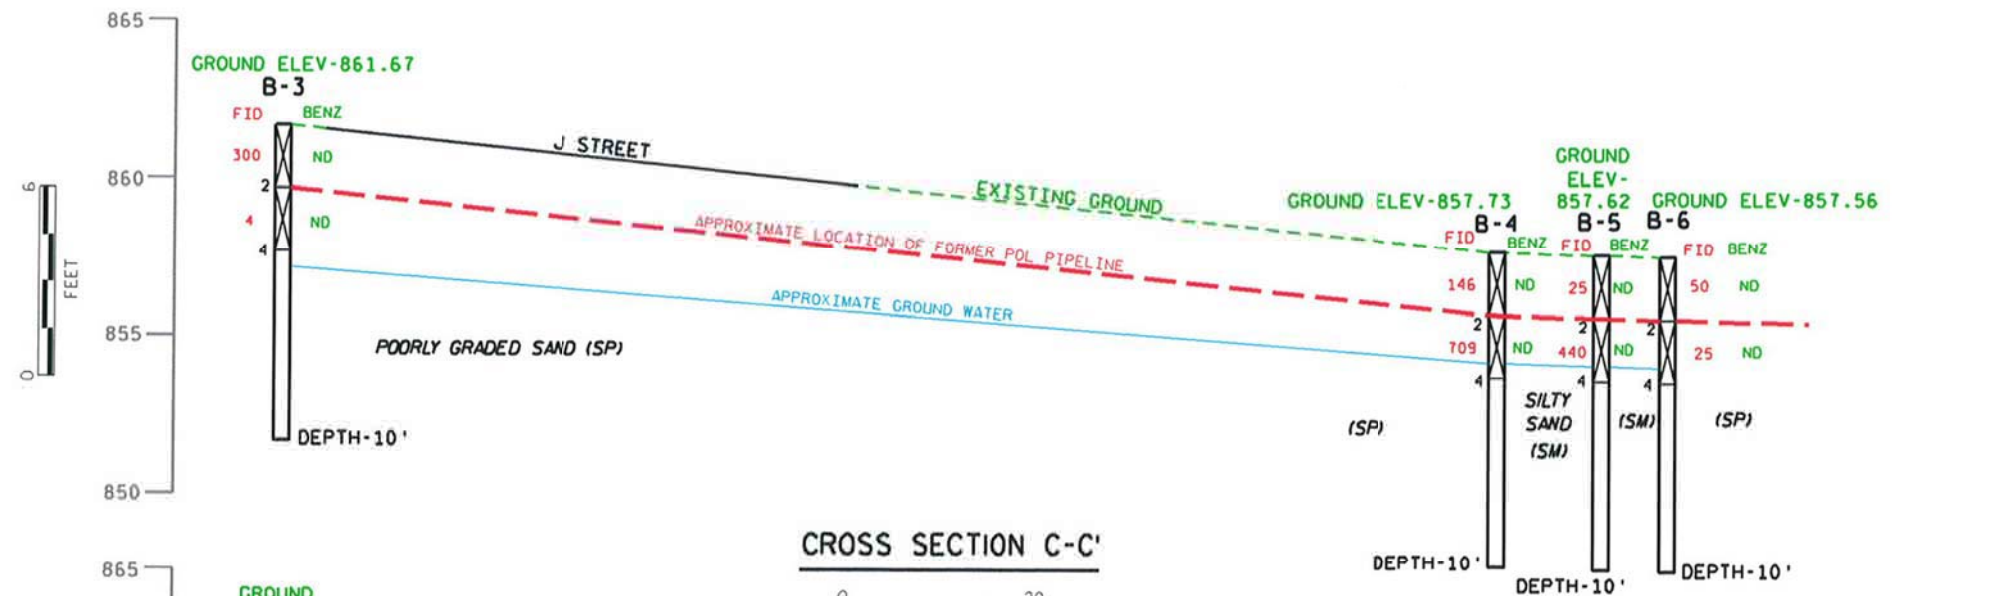 865
GROUND ELEV-861.67
B-3
FID BENZ
300 ND
2
4 ND
4
DEPTH-10'
J STREET
EXISTING GROUND
APPROXIMATE LOCATION OF FORMER POL PIPELINE
APPROXIMATE GROUND WATER
POORLY GRADED SAND (SP)
860
855
850
6
0
FEET
GROUND ELEV-857.73
B-4
FID BENZ
146 ND
2
709 ND
4
DEPTH-10'
GROUND
ELEV-
857.62
B-5
FID BENZ
25 ND
2
440 ND
4
DEPTH-10'
GROUND ELEV-857.56
B-6
FID BENZ
50 ND
2
25 ND
4
DEPTH-10'
(SP)
SILTY
SAND
(SM)
(SM)
(SP)
CROSS SECTION C-C'
865
GROUND